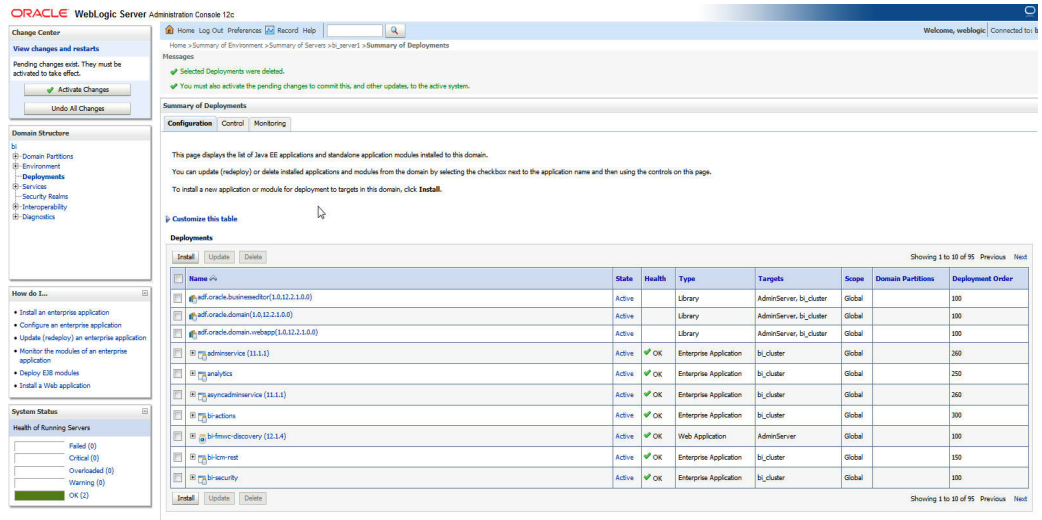 ORACLE WebLogic Server Administration Console 12c
Change Center
View changes and restarts
Pending changes exist. They must be
activated to take effect.
Activate Changes
Undo All Changes
Domain Structure
bi
Domain Partitions
Environment
Deployments
Services
Security Realms
Interoperability
Diagnostics
How do I...
Install an enterprise application
Configure an enterprise application
Update (redeploy) an enterprise application
Monitor the modules of an enterprise
application
Deploy EJB modules
Install a Web application
System Status
Health of Running Servers
Failed (0)
Critical (0)
Overloaded (0)
Warning (0)
OK (2)
Home Log Out Preferences Record Help
Welcome, weblogic Connected to: b
Home >Summary of Environment >Summary of Servers >bi_server1 >Summary of Deployments
Messages
Selected Deployments were deleted.
You must also activate the pending changes to commit this, and other updates, to the active system.
Summary of Deployments
Configuration Control Monitoring
This page displays the list of Java EE applications and standalone application modules installed to this domain.
You can update (redeploy) or delete installed applications and modules from the domain by selecting the checkbox next to the application name and then using the controls on this page.
To install a new application or module for deployment to targets in this domain, click Install.
Customize this table
Deployments
Install Update Delete Showing 1 to 10 of 95 Previous Next
Name State Health Type Targets Scope Domain Partitions Deployment Order
adf.oracle.businesseditor(1.0,12.2.1.0.0) Active Library AdminServer, bi_cluster Global 100
adf.oracle.domain(1.0,12.2.1.0.0) Active Library AdminServer, bi_cluster Global 100
adf.oracle.domain.webapp(1.0,12.2.1.0.0) Active Library AdminServer, bi_cluster Global 100
adminservice (11.1.1) Active OK Enterprise Application bi_cluster Global 260
analytics Active OK Enterprise Application bi_cluster Global 250
asyncadminservice (11.1.1) Active OK Enterprise Application bi_cluster Global 260
bi-actions Active OK Enterprise Application bi_cluster Global 300
bi-fmwc-discovery (12.1.4) Active OK Web Application AdminServer Global 100
bi-lcm-rest Active OK Enterprise Application bi_cluster Global 150
bi-security Active OK Enterprise Application bi_cluster Global 100
Install Update Delete Showing 1 to 10 of 95 Previous Next